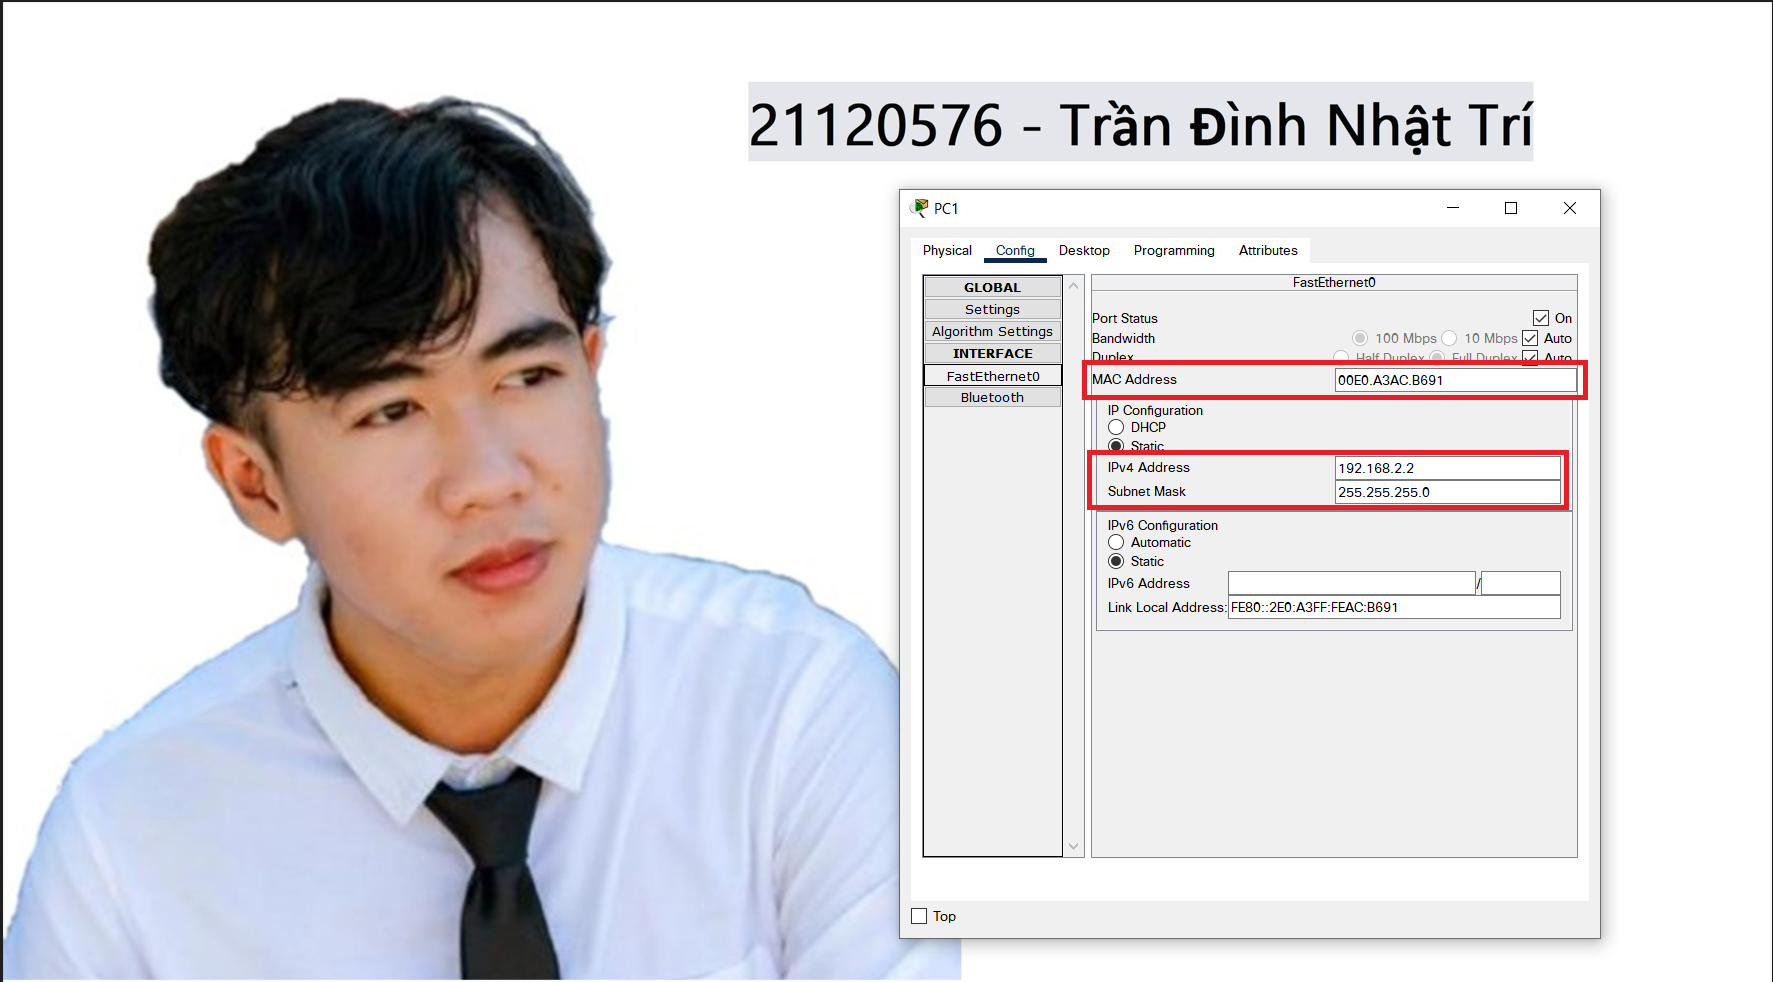 21120576 - Trần Đình Nhật Trí
PC1
Physical Config Desktop Programming Attributes
GLOBAL
Settings
Algorithm Settings
INTERFACE
FastEthernet0
Bluetooth
FastEthernet0
Port Status On
Bandwidth 100 Mbps 10 Mbps Auto
Duplex Half Duplex Full Duplex Auto
MAC Address 00E0.A3AC.B691
IP Configuration
DHCP
Static
IPv4 Address 192.168.2.2
Subnet Mask 255.255.255.0
IPv6 Configuration
Automatic
Static
IPv6 Address /
Link Local Address: FE80::2E0:A3FF:FEAC:B691
Top